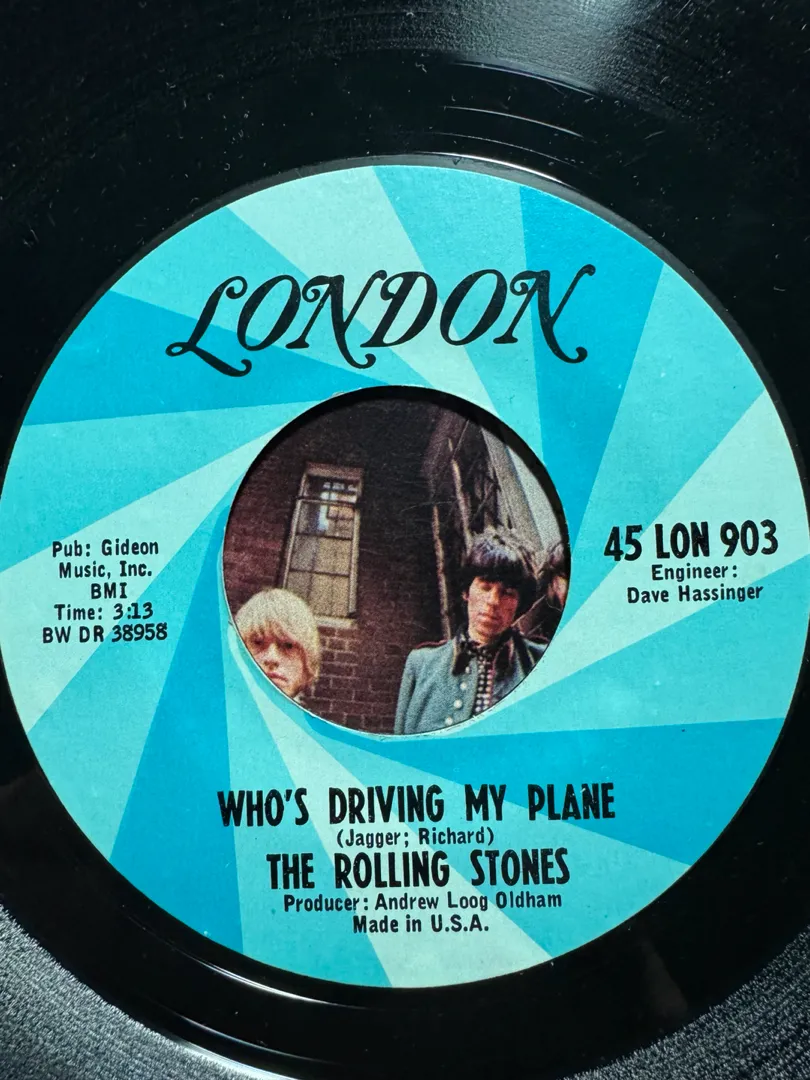 LONDON
Pub: Gideon
Music, Inc.
BMI
Time: 3:13
BW DR 38958
45 LON 903
Engineer:
Dave Hassinger
WHO'S DRIVING MY PLANE
(Jagger; Richard)
THE ROLLING STONES
Producer: Andrew Loog Oldham
Made in U.S.A.